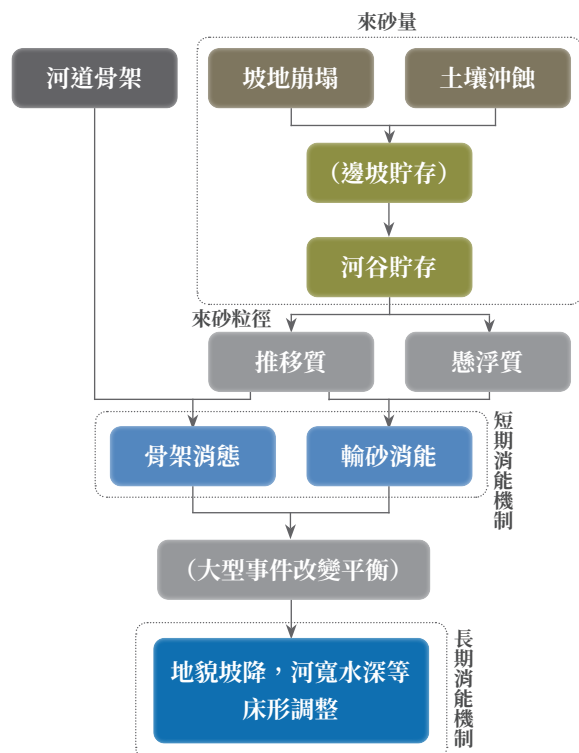 來砂量
河道骨架
坡地崩塌
土壤沖蝕
（邊坡貯存）
河谷貯存
來砂粒徑
推移質
懸浮質
骨架消態
輸砂消能
短期消能機制
（大型事件改變平衡）
地貌坡降，河寬水深等
床形調整
長期消能機制